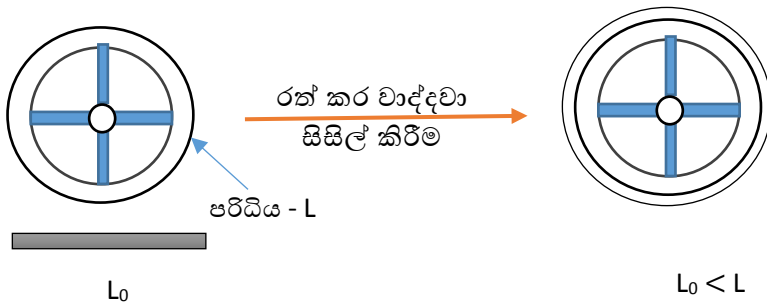 රත් කර වාද්දවා
සිසිල් කිරීම
පරිධිය - L
L₀
L₀ < L